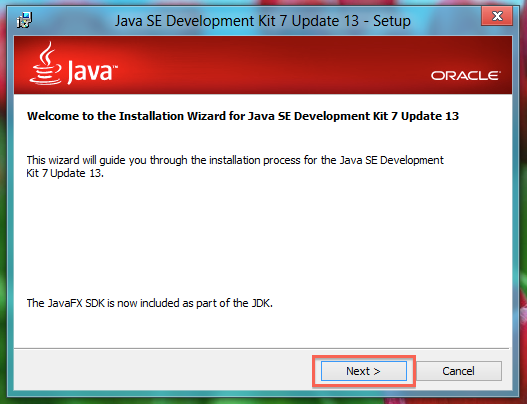 Java SE Development Kit 7 Update 13 - Setup
Java™
ORACLE®
Welcome to the Installation Wizard for Java SE Development Kit 7 Update 13
This wizard will guide you through the installation process for the Java SE Development
Kit 7 Update 13.
The JavaFX SDK is now included as part of the JDK.
Next >
Cancel